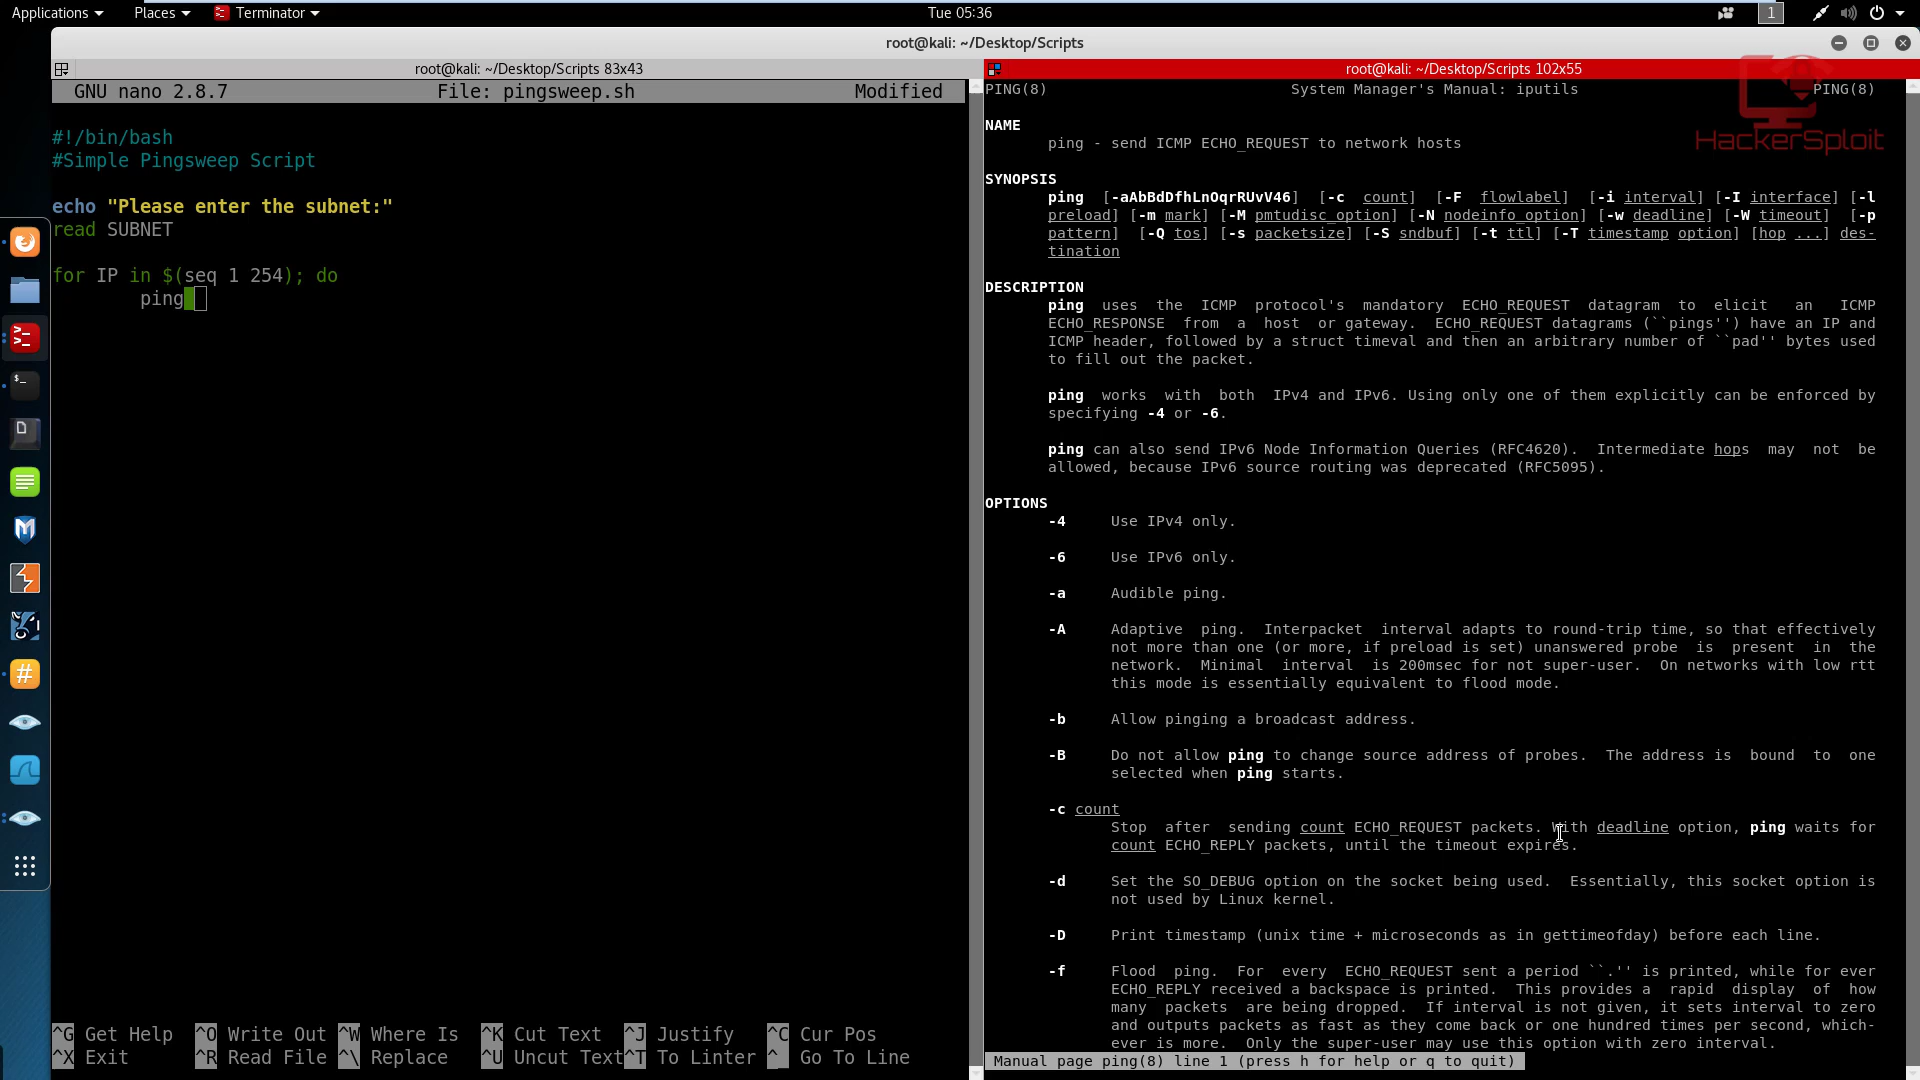 Applications Places Terminator Tue 05:36 1
root@kali: ~/Desktop/Scripts
root@kali: ~/Desktop/Scripts 83x43
GNU nano 2.8.7 File: pingsweep.sh Modified
#!/bin/bash
#Simple Pingsweep Script
echo "Please enter the subnet:"
read SUBNET
for IP in $(seq 1 254); do
ping
^G Get Help ^O Write Out ^W Where Is ^K Cut Text ^J Justify ^C Cur Pos
^X Exit ^R Read File ^\ Replace ^U Uncut Text ^T To Linter ^_ Go To Line
root@kali: ~/Desktop/Scripts 102x55
PING(8) System Manager's Manual: iputils PING(8)
HackerSploit
NAME
ping - send ICMP ECHO_REQUEST to network hosts
SYNOPSIS
ping [-aAbBdDfhLnOqrRUvV46] [-c count] [-F flowlabel] [-i interval] [-I interface] [-l
preload] [-m mark] [-M pmtudisc_option] [-N nodeinfo_option] [-w deadline] [-W timeout] [-p
pattern] [-Q tos] [-s packetsize] [-S sndbuf] [-t ttl] [-T timestamp option] [hop ...] des-
tination
DESCRIPTION
ping uses the ICMP protocol's mandatory ECHO_REQUEST datagram to elicit an ICMP
ECHO_RESPONSE from a host or gateway. ECHO_REQUEST datagrams (``pings'') have an IP and
ICMP header, followed by a struct timeval and then an arbitrary number of ``pad'' bytes used
to fill out the packet.
ping works with both IPv4 and IPv6. Using only one of them explicitly can be enforced by
specifying -4 or -6.
ping can also send IPv6 Node Information Queries (RFC4620). Intermediate hops may not be
allowed, because IPv6 source routing was deprecated (RFC5095).
OPTIONS
-4 Use IPv4 only.
-6 Use IPv6 only.
-a Audible ping.
-A Adaptive ping. Interpacket interval adapts to round-trip time, so that effectively
not more than one (or more, if preload is set) unanswered probe is present in the
network. Minimal interval is 200msec for not super-user. On networks with low rtt
this mode is essentially equivalent to flood mode.
-b Allow pinging a broadcast address.
-B Do not allow ping to change source address of probes. The address is bound to one
selected when ping starts.
-c count
Stop after sending count ECHO_REQUEST packets. With deadline option, ping waits for
count ECHO_REPLY packets, until the timeout expires.
-d Set the SO_DEBUG option on the socket being used. Essentially, this socket option is
not used by Linux kernel.
-D Print timestamp (unix time + microseconds as in gettimeofday) before each line.
-f Flood ping. For every ECHO_REQUEST sent a period ``.'' is printed, while for ever
ECHO_REPLY received a backspace is printed. This provides a rapid display of how
many packets are being dropped. If interval is not given, it sets interval to zero
and outputs packets as fast as they come back or one hundred times per second, which-
ever is more. Only the super-user may use this option with zero interval.
Manual page ping(8) line 1 (press h for help or q to quit)